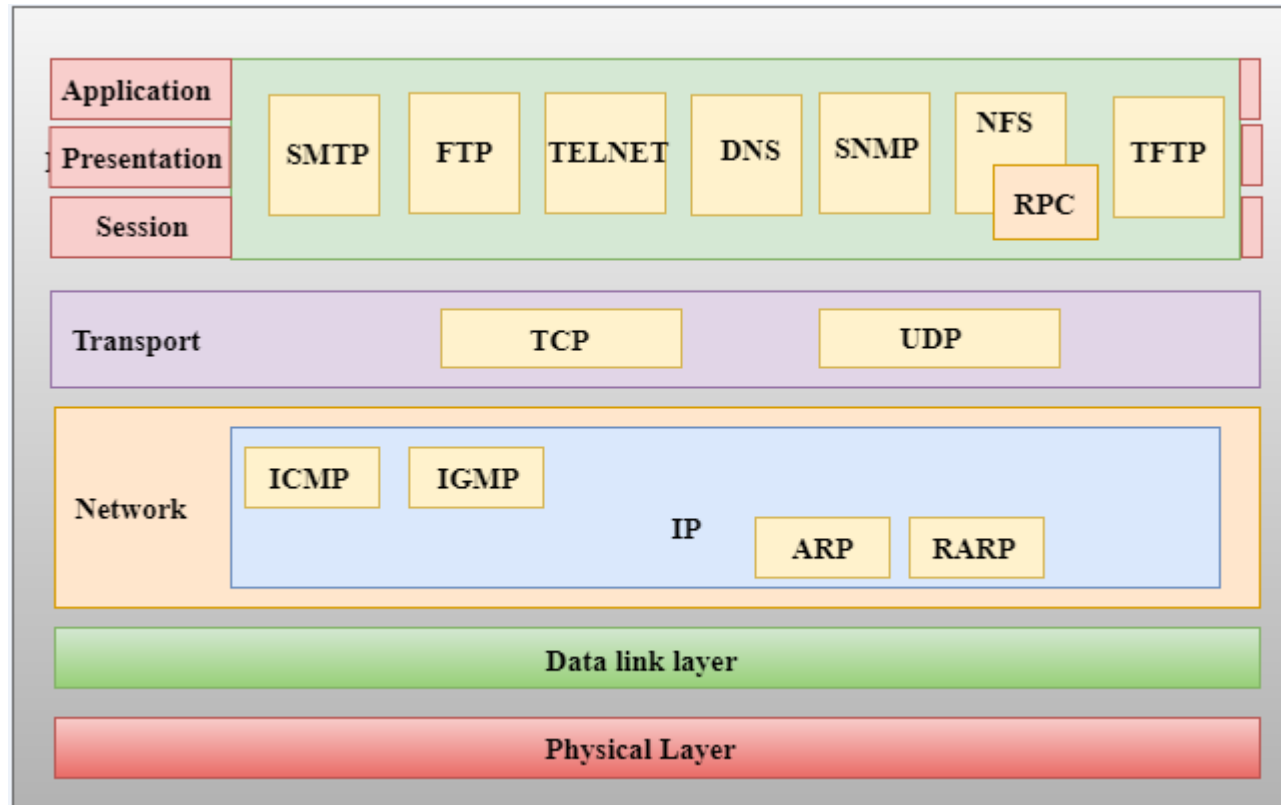 Application
Presentation
Session
SMTP
FTP
TELNET
DNS
SNMP
NFS
RPC
TFTP
Transport
TCP
UDP
Network
ICMP
IGMP
IP
ARP
RARP
Data link layer
Physical Layer